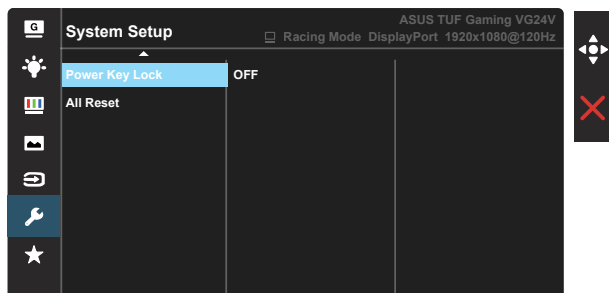 G
System Setup
ASUS TUF Gaming VG24V
Racing Mode DisplayPort 1920x1080@120Hz
Power Key Lock OFF
All Reset